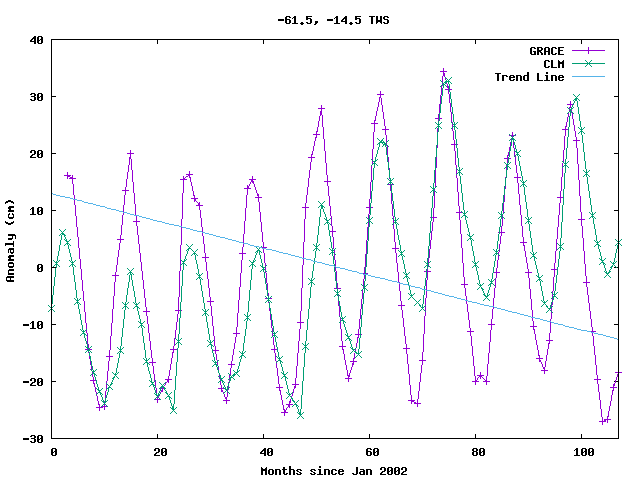 -61.5, -14.5 TWS
GRACE
CLM
Trend Line
40
30
20
10
0
-10
-20
-30
Anomaly (cm)
0 20 40 60 80 100
Months since Jan 2002